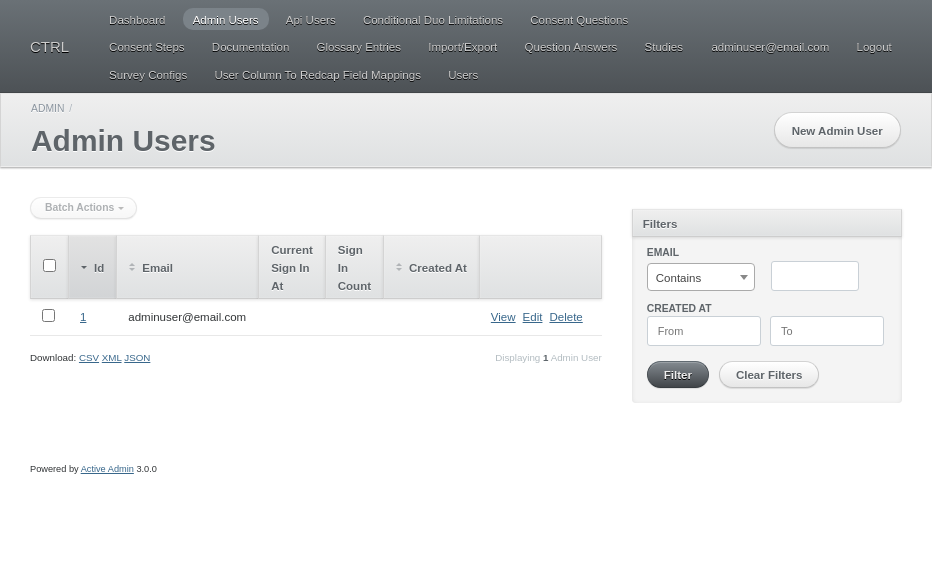 Dashboard Admin Users Api Users Conditional Duo Limitations Consent Questions
CTRL Consent Steps Documentation Glossary Entries Import/Export Question Answers Studies adminuser@email.com Logout
Survey Configs User Column To Redcap Field Mappings Users
ADMIN /
Admin Users
New Admin User
Batch Actions
Id Email Current Sign In At Sign In Count Created At
1 adminuser@email.com View Edit Delete
Download: CSV XML JSON Displaying 1 Admin User
Filters
EMAIL
Contains
CREATED AT
From To
Filter Clear Filters
Powered by Active Admin 3.0.0